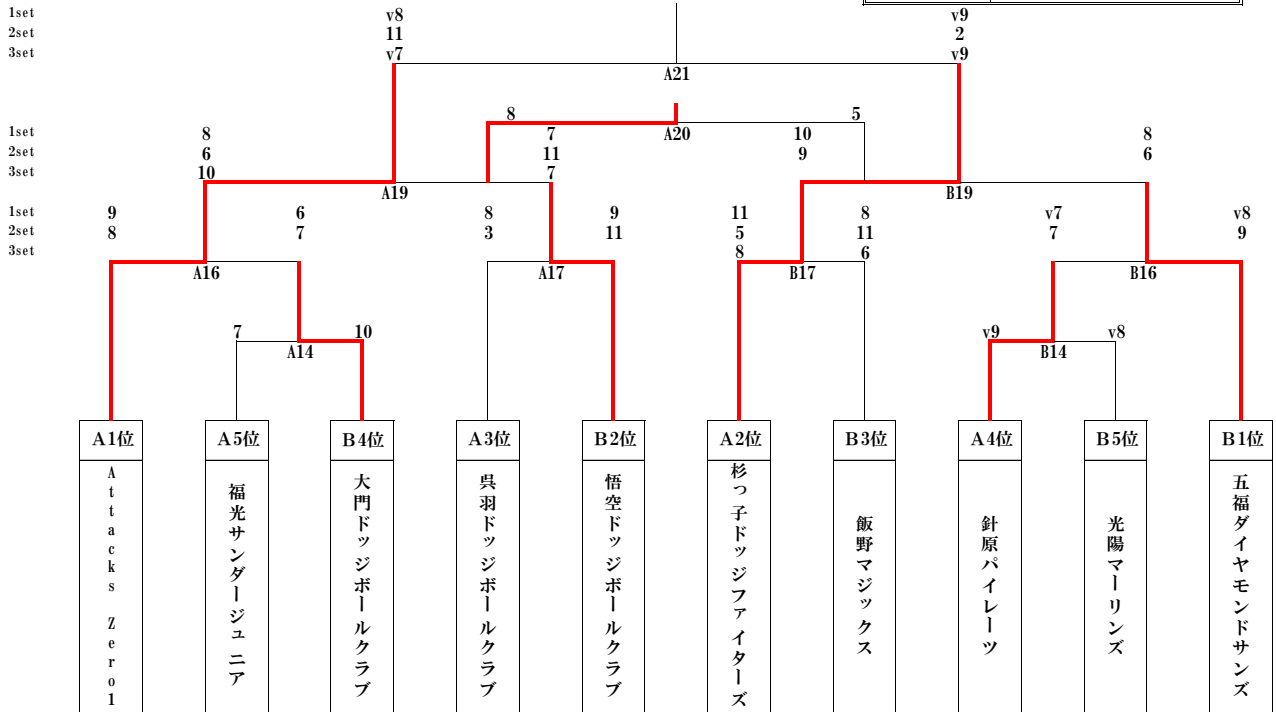 1set v8 v9
2set 11 2
3set v7 v9
A21
8 5
1set 8 7 A20 10 8
2set 6 11 9 6
3set 10 7
A19 B19
1set 9 6 8 9 11 8 v7 v8
2set 8 7 3 11 5 11 7 9
3set 8 6
A16 A17 B17 B16
7 10 v9 v8
A14 B14
A1位 A5位 B4位 A3位 B2位 A2位 B3位 A4位 B5位 B1位
Attacks Zero1
福光サンダージュニア
大門ドッジボールクラブ
呉羽ドッジボールクラブ
悟空ドッジボールクラブ
杉っ子ドッジファイターズ
飯野マジックス
針原パイレーツ
光陽マーリンズ
五福ダイヤモンドサンズ